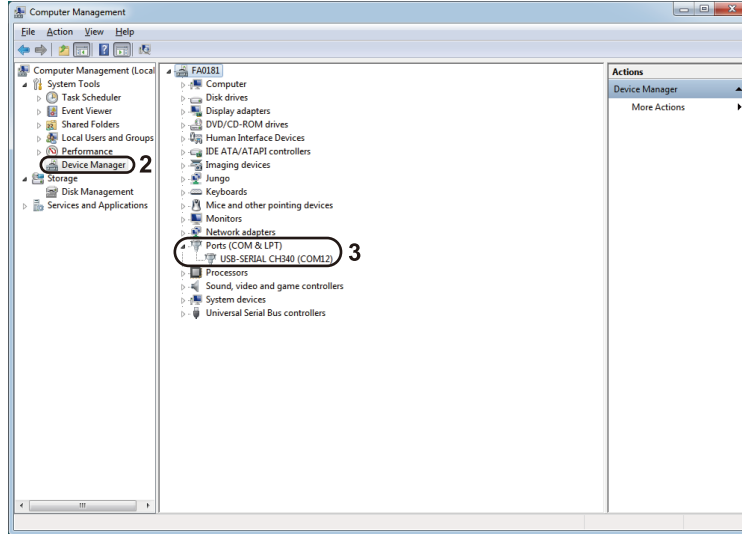 Computer Management
File Action View Help
Computer Management (Local
System Tools
Task Scheduler
Event Viewer
Shared Folders
Local Users and Groups
Performance
Device Manager
2
Storage
Disk Management
Services and Applications
FA0181
Computer
Disk drives
Display adapters
DVD/CD-ROM drives
Human Interface Devices
IDE ATA/ATAPI controllers
Imaging devices
Jungo
Keyboards
Mice and other pointing devices
Monitors
Network adapters
Ports (COM & LPT)
USB-SERIAL CH340 (COM12)
3
Processors
Sound, video and game controllers
System devices
Universal Serial Bus controllers
Actions
Device Manager
More Actions